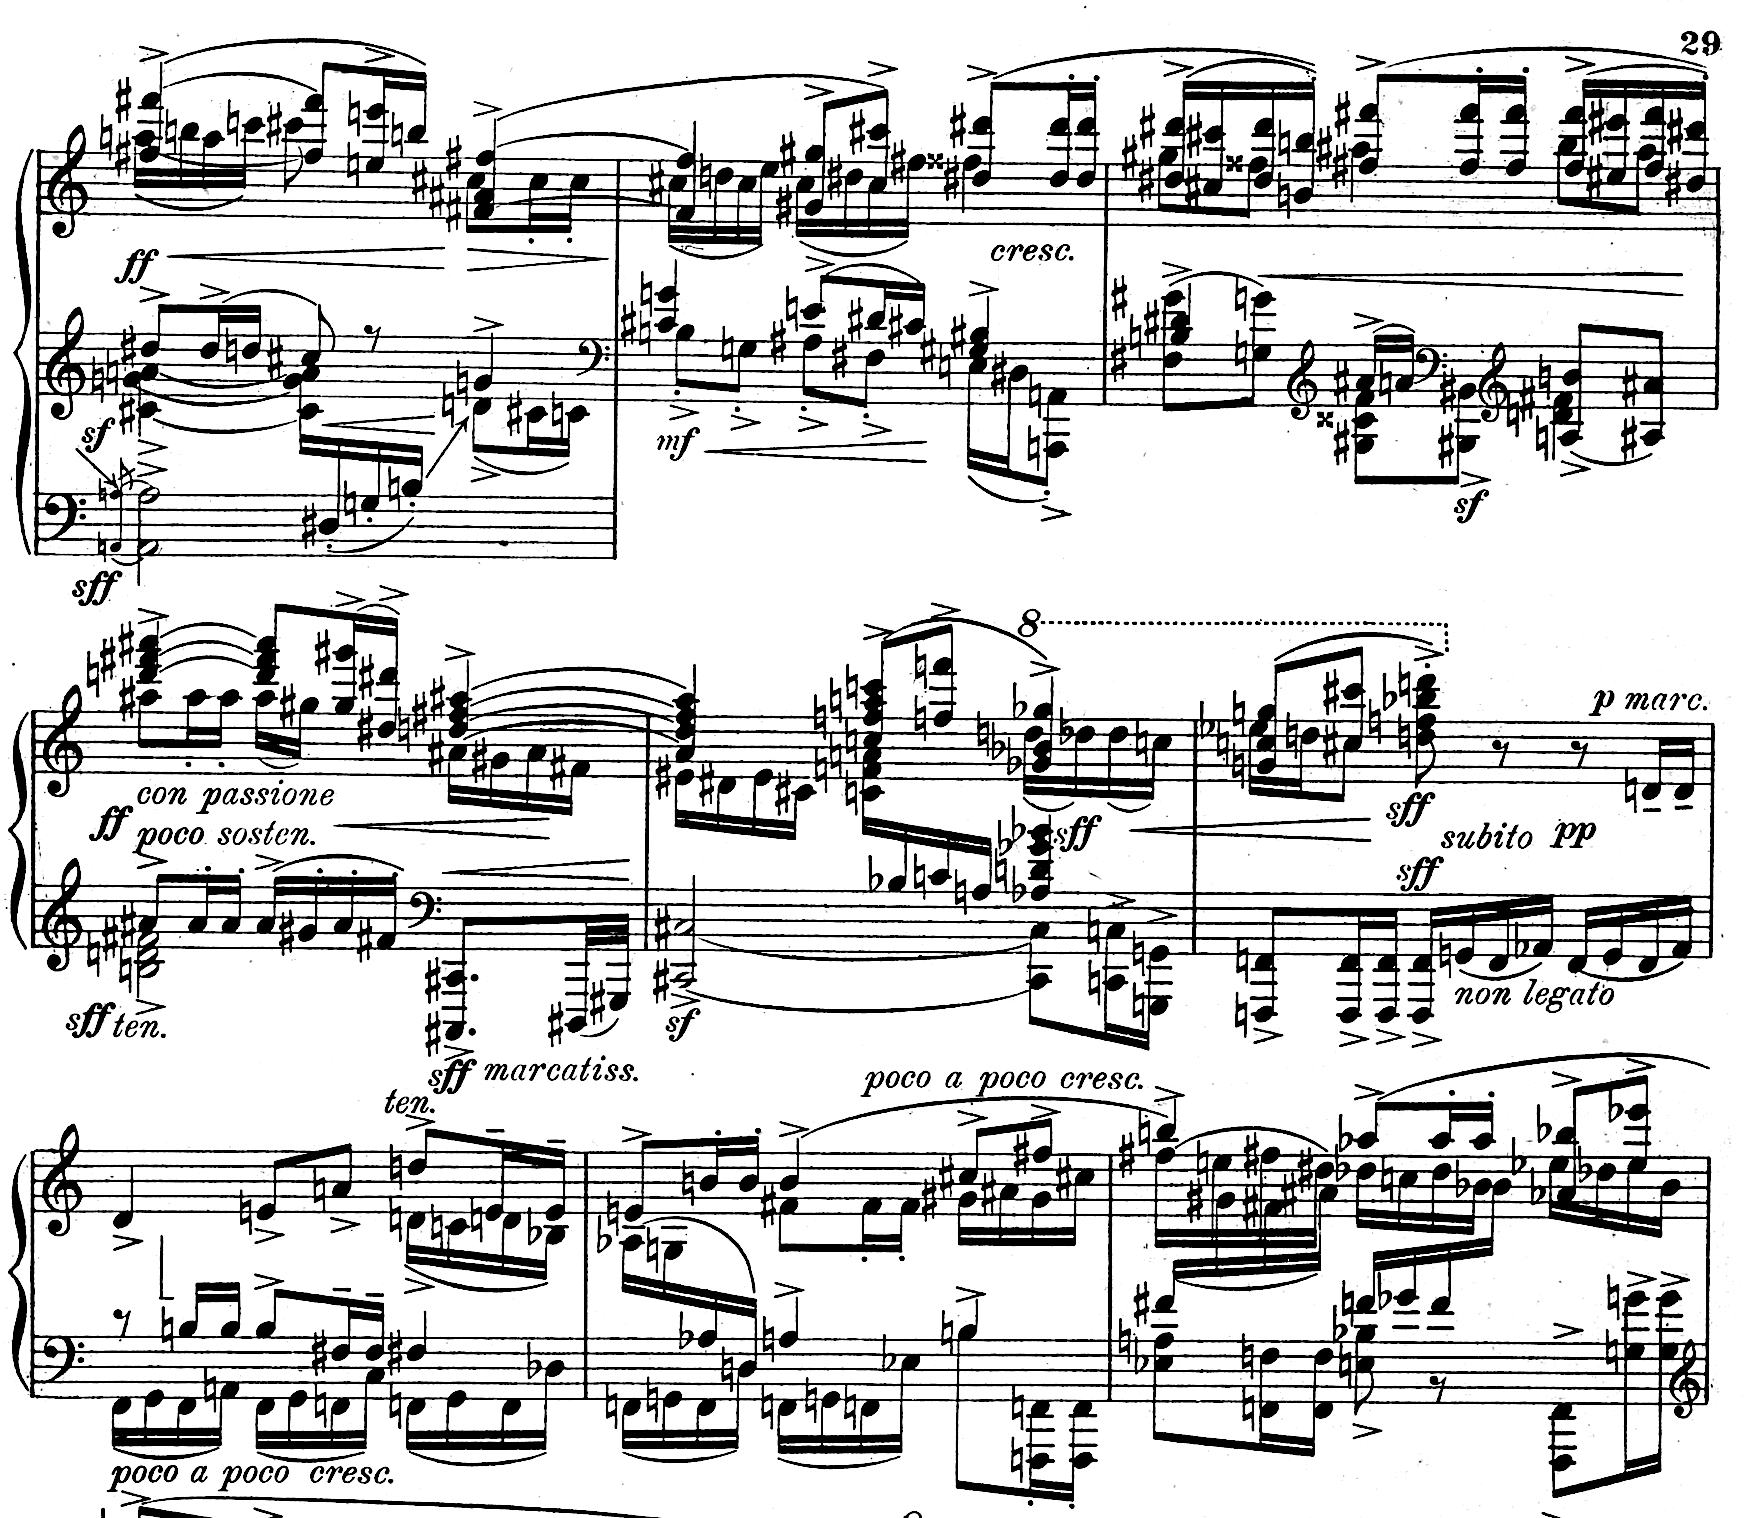 29
ff
cresc.
sf
mf
sf
sff
8
p marc.
con passione
ff poco sosten.
sff
sff
subito pp
sff
sff ten.
sf
non legato
sff marcatiss.
ten.
poco a poco cresc.
poco a poco cresc.